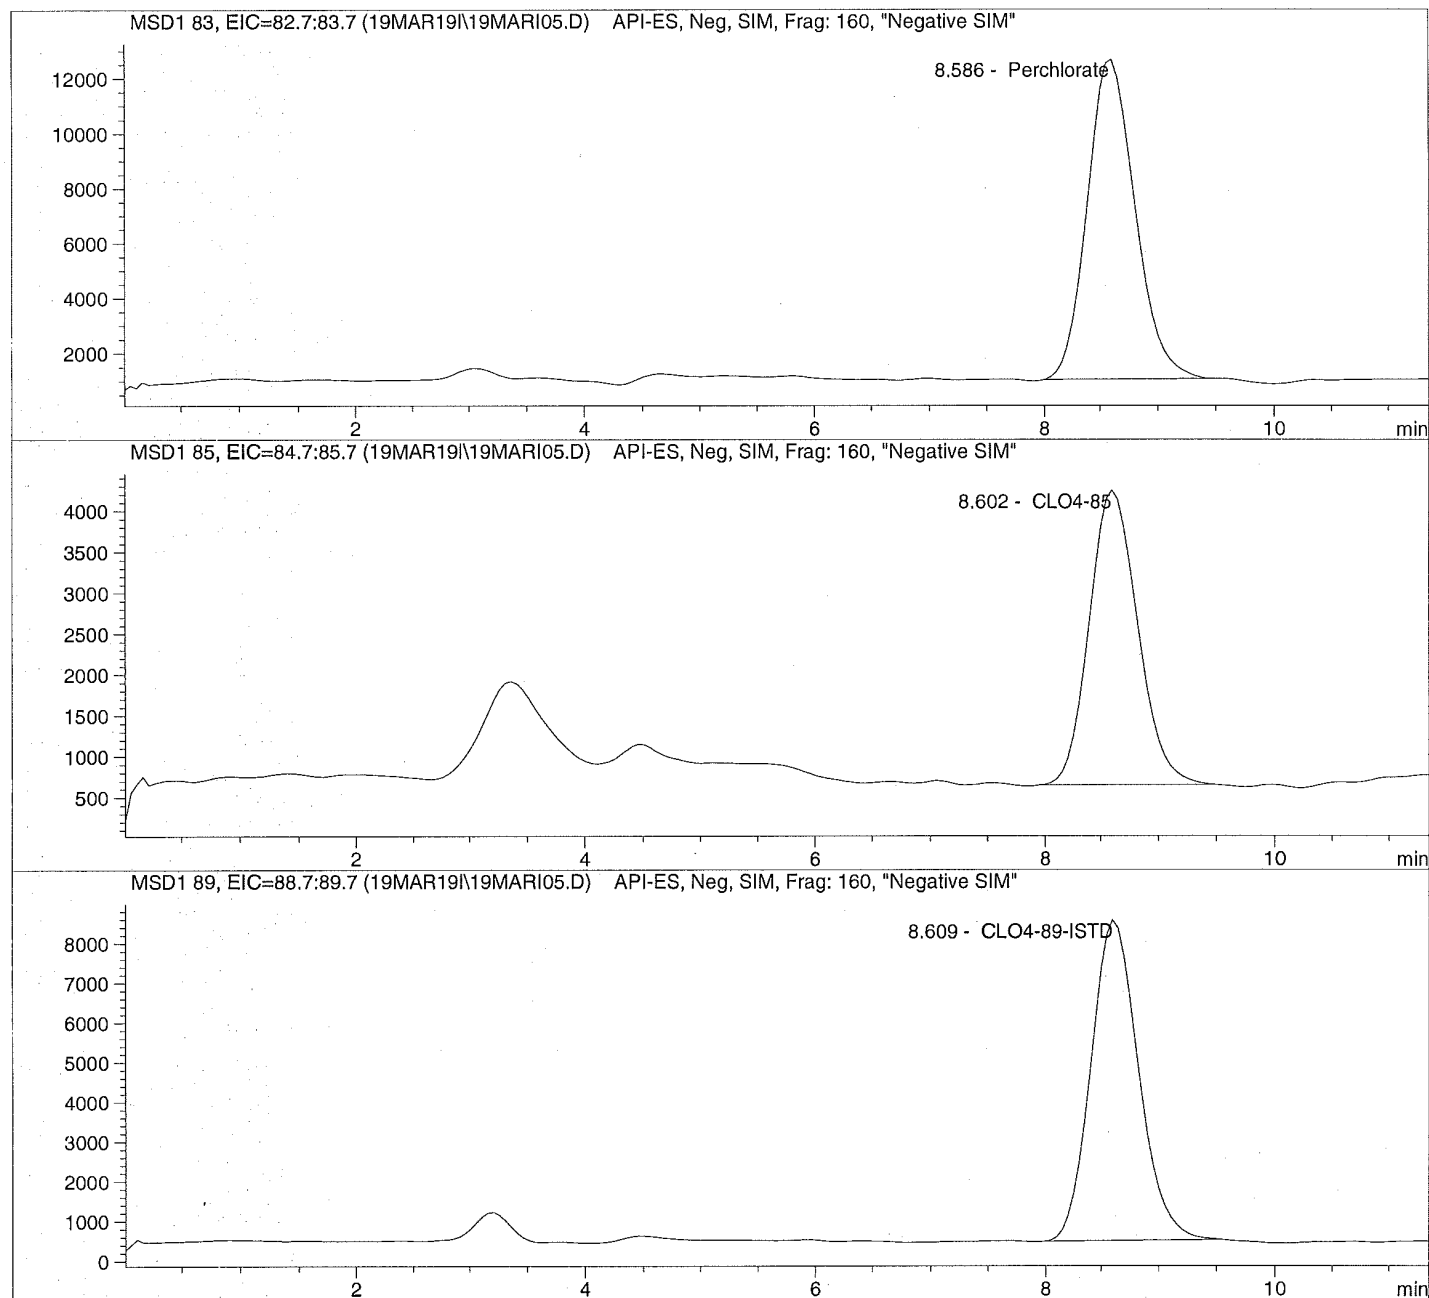 MSD1 83, EIC=82.7:83.7 (19MAR19I\19MARI05.D) API-ES, Neg, SIM, Frag: 160, "Negative SIM"
8.586 - Perchlorate
12000
10000
8000
6000
4000
2000
2 4 6 8 10 min
MSD1 85, EIC=84.7:85.7 (19MAR19I\19MARI05.D) API-ES, Neg, SIM, Frag: 160, "Negative SIM"
8.602 - CLO4-85
4000
3500
3000
2500
2000
1500
1000
500
2 4 6 8 10 min
MSD1 89, EIC=88.7:89.7 (19MAR19I\19MARI05.D) API-ES, Neg, SIM, Frag: 160, "Negative SIM"
8.609 - CLO4-89-ISTD
8000
7000
6000
5000
4000
3000
2000
1000
0
2 4 6 8 10 min